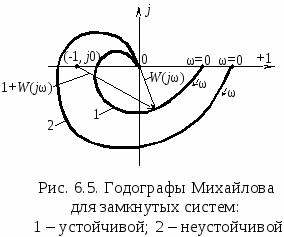 j
(-1, j0)
0
ω=0
ω=0
+1
W(jω)
1+W(jω)
ω
ω
1
2
Рис. 6.5. Годографы Михайлова
для замкнутых систем:
1 – устойчивой; 2 – неустойчивой